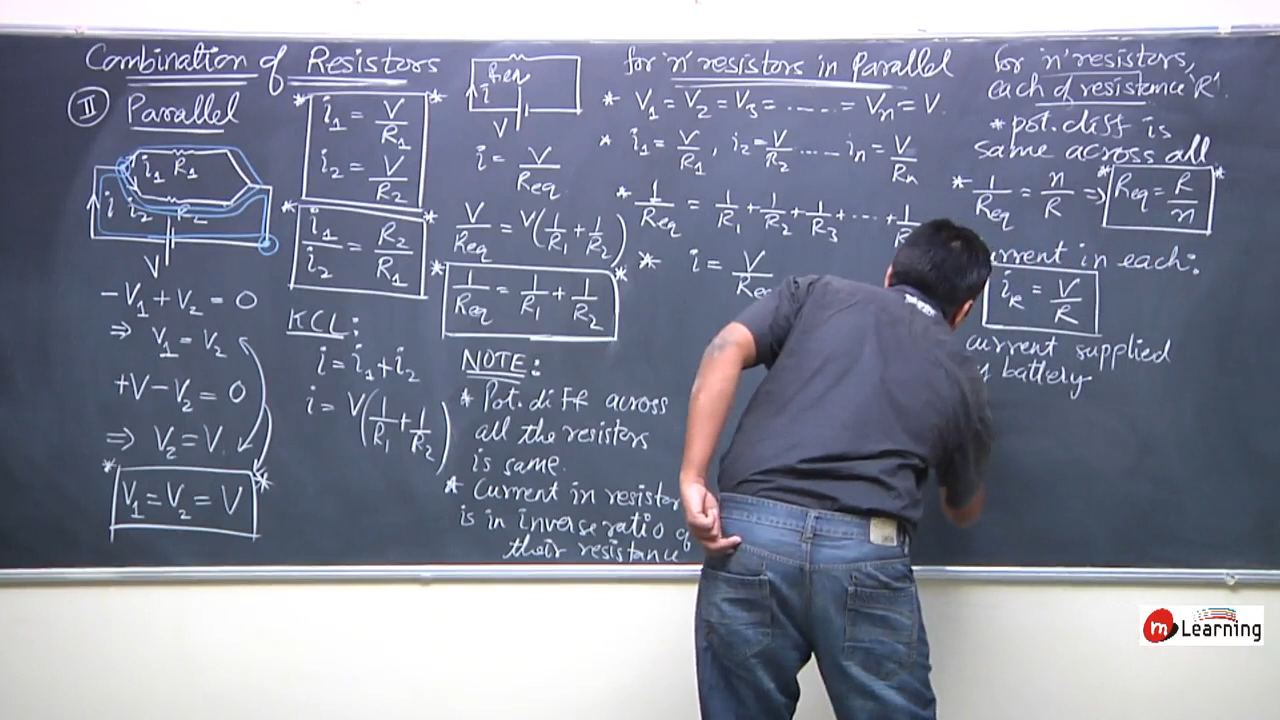 Combination of Resistors
II Parallel
i1 R1
i i2 R2
V
-V1 + V2 = 0
⇒ V1 = V2
+V - V2 = 0
⇒ V2 = V
* V1 = V2 = V *
* i1 = V/R1 *
i2 = V/R2
* i1/i2 = R2/R1 *
KCL:
i = i1 + i2
i = V(1/R1 + 1/R2)
Req
i
V
i = V/Req
V/Req = V(1/R1 + 1/R2)
* 1/Req = 1/R1 + 1/R2 *
NOTE:
* Pot. diff across
all the resistors
is same.
* Current in resistor
is in inverse ratio
their resistance
for 'n' resistors in Parallel
* V1 = V2 = V3 = ...... = Vn = V.
* i1 = V/R1, i2 = V/R2 ..... in = V/Rn
* 1/Req = 1/R1 + 1/R2 + 1/R3 + ... +
* i = V/Req
for 'n' resistors,
each of resistance 'R'.
* pot. diff is
same across all.
* 1/Req = n/R ⇒ * Req = R/n *
in each:
iR = V/R
current supplied
battery
m Learning